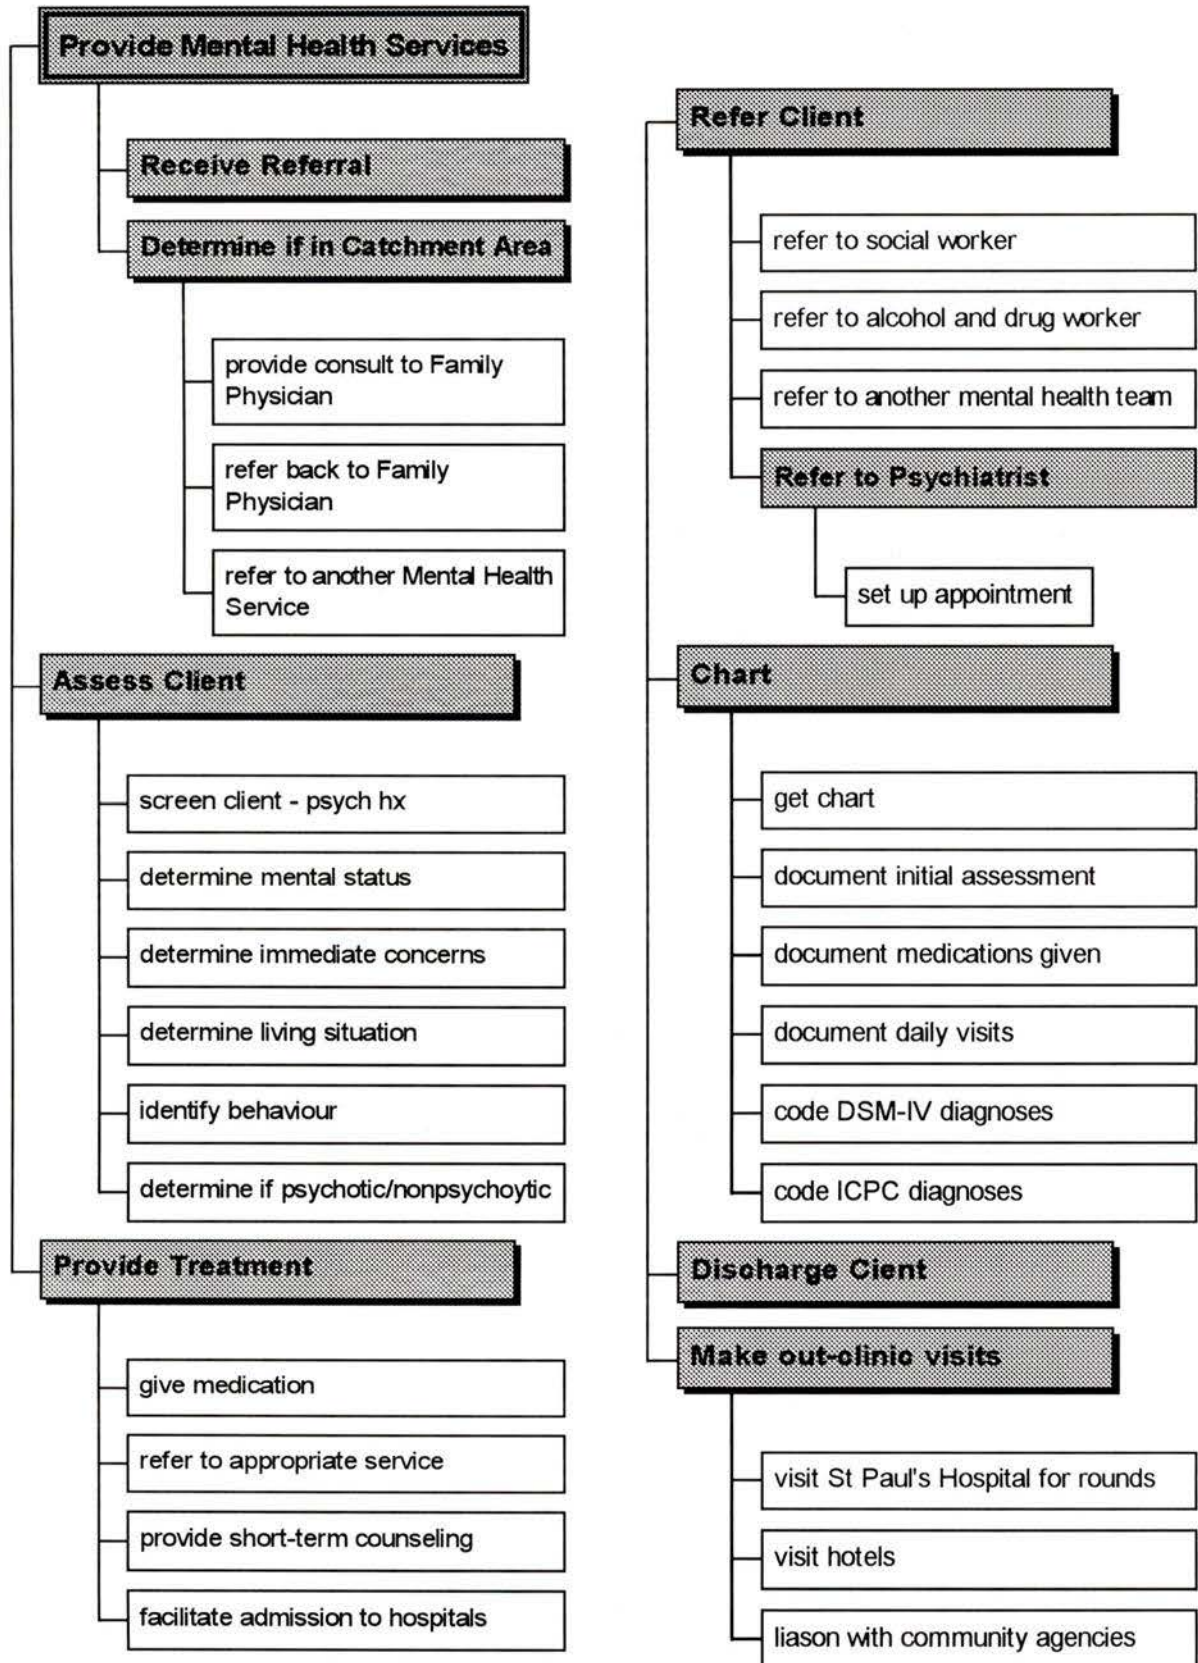 Provide Mental Health Services
Receive Referral
Determine if in Catchment Area
provide consult to Family
Physician
refer back to Family
Physician
refer to another Mental Health
Service
Assess Client
screen client - psych hx
determine mental status
determine immediate concerns
determine living situation
identify behaviour
determine if psychotic/nonpsychoytic
Provide Treatment
give medication
refer to appropriate service
provide short-term counseling
facilitate admission to hospitals
Refer Client
refer to social worker
refer to alcohol and drug worker
refer to another mental health team
Refer to Psychiatrist
set up appointment
Chart
get chart
document initial assessment
document medications given
document daily visits
code DSM-IV diagnoses
code ICPC diagnoses
Discharge Cient
Make out-clinic visits
visit St Paul's Hospital for rounds
visit hotels
liason with community agencies